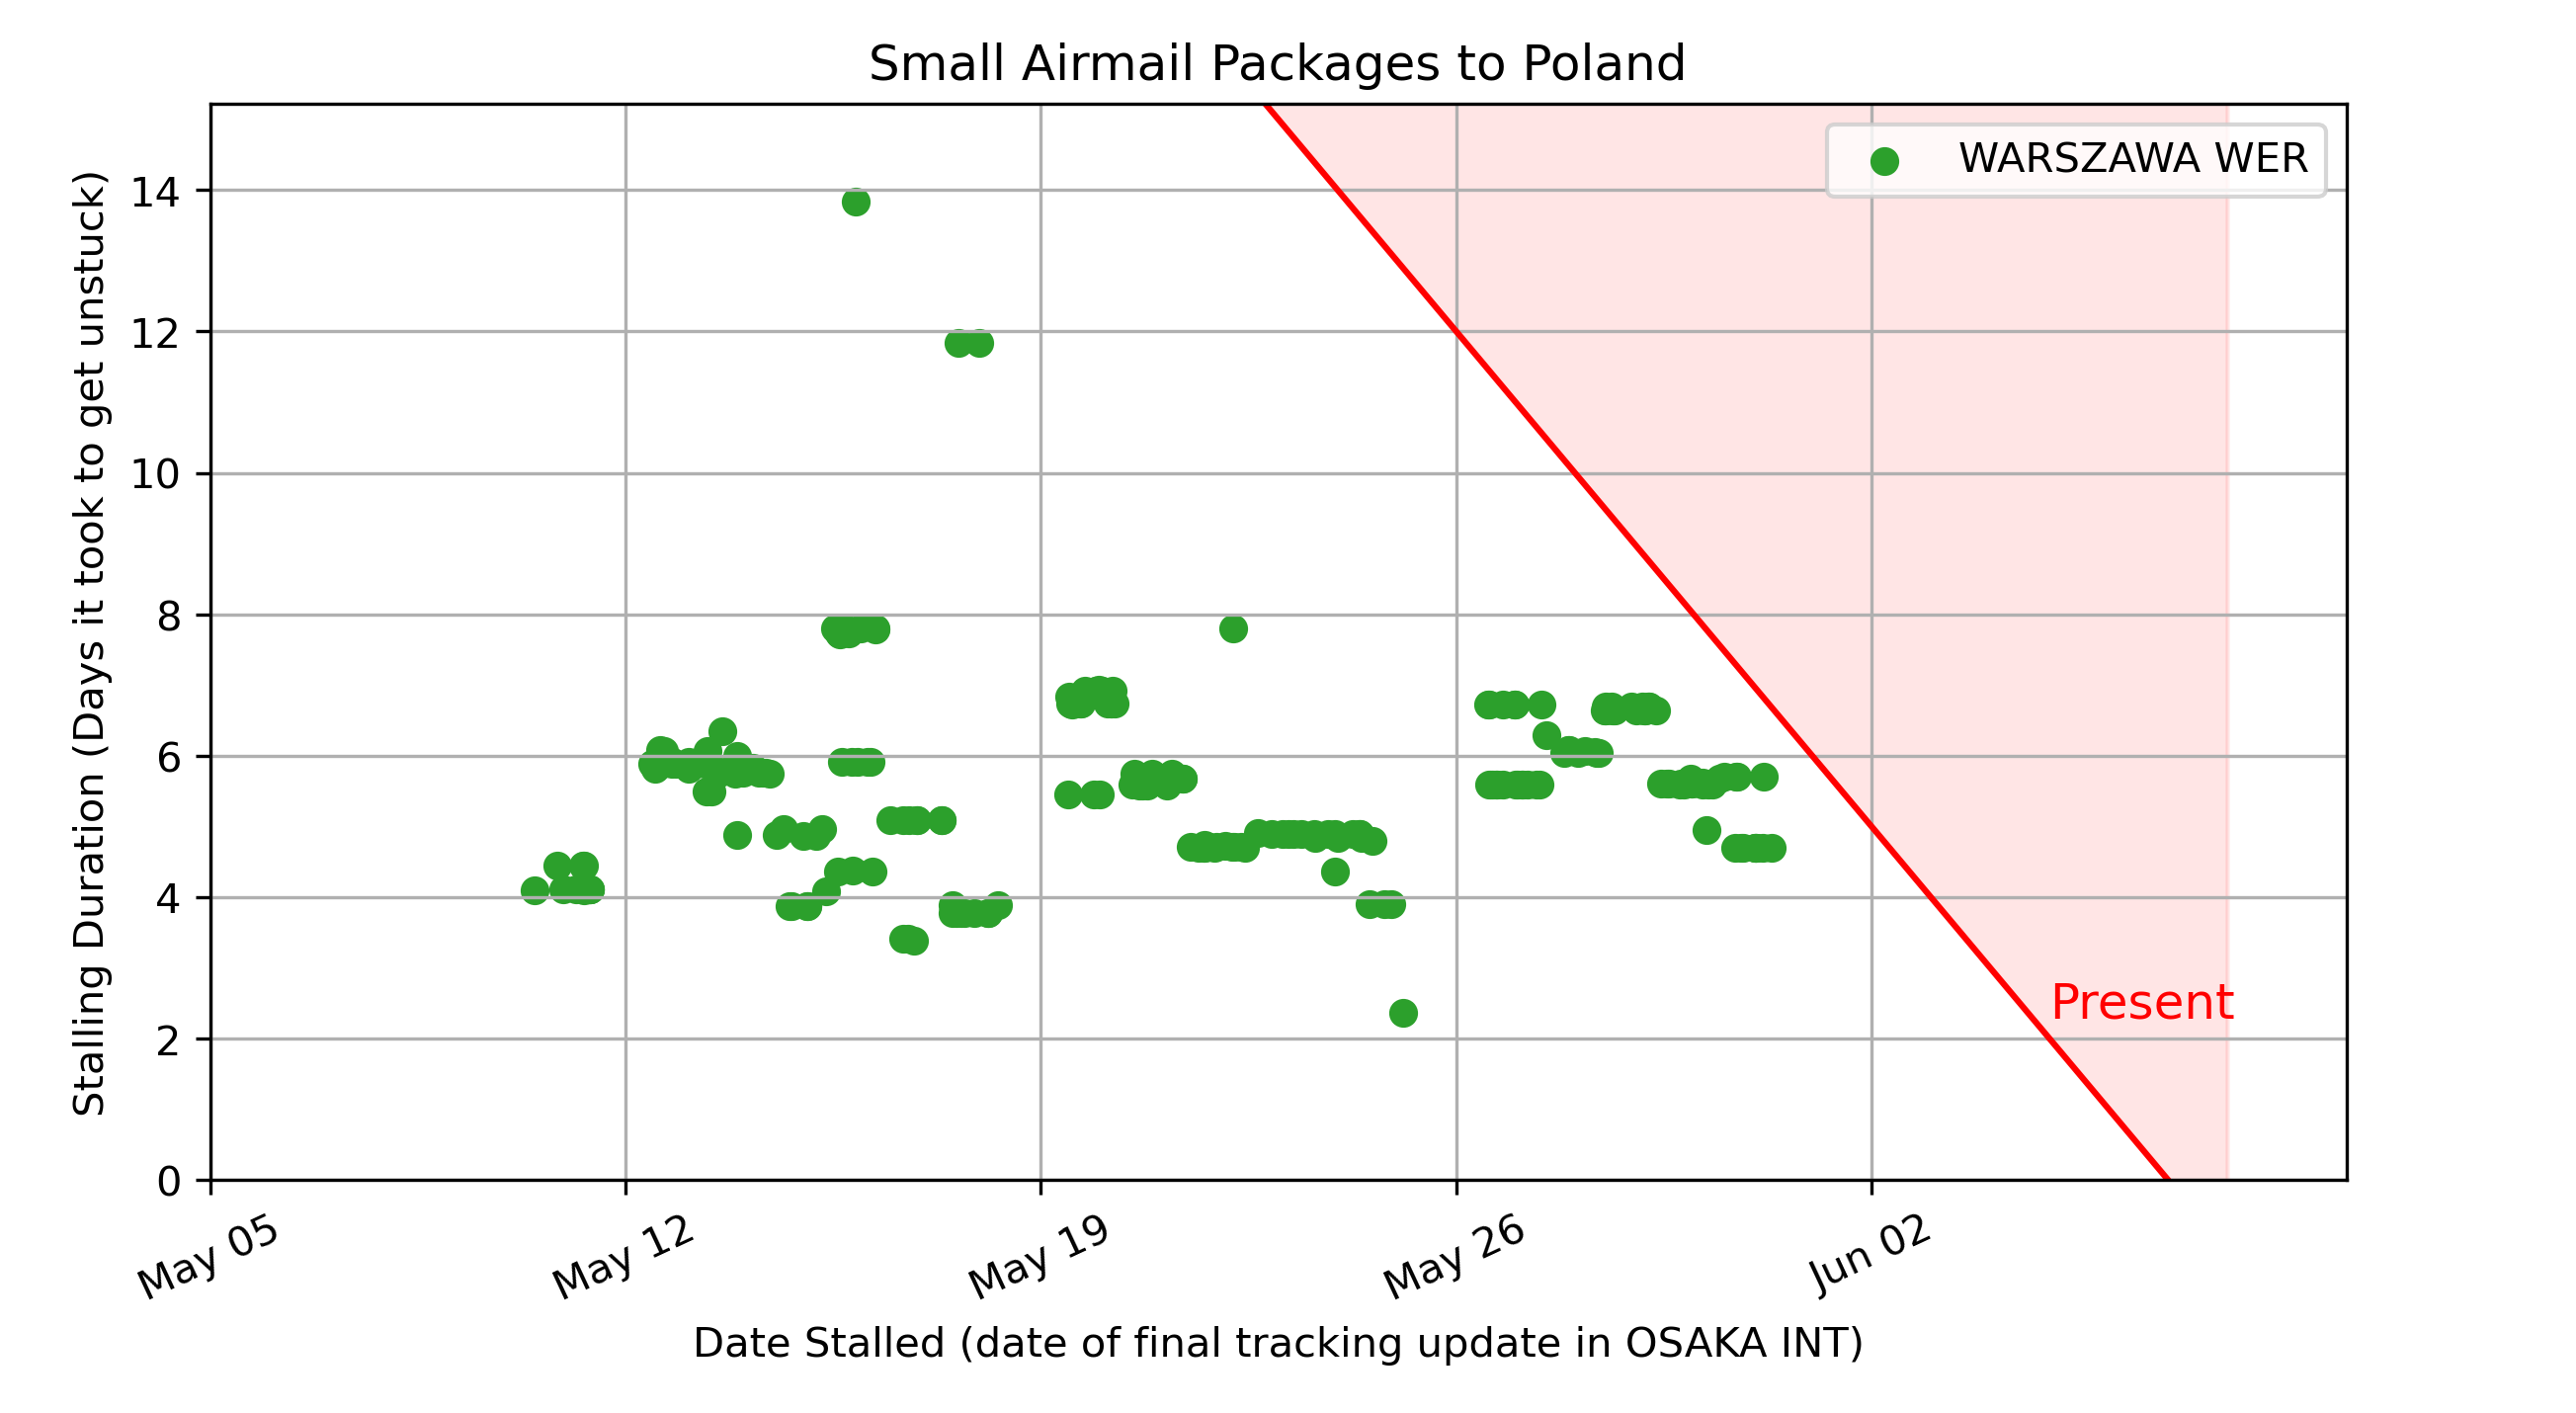 Small Airmail Packages to Poland
WARSZAWA WER
Stalling Duration (Days it took to get unstuck)
14
12
10
8
6
4
2
0
Present
May 05
May 12
May 19
May 26
Jun 02
Date Stalled (date of final tracking update in OSAKA INT)